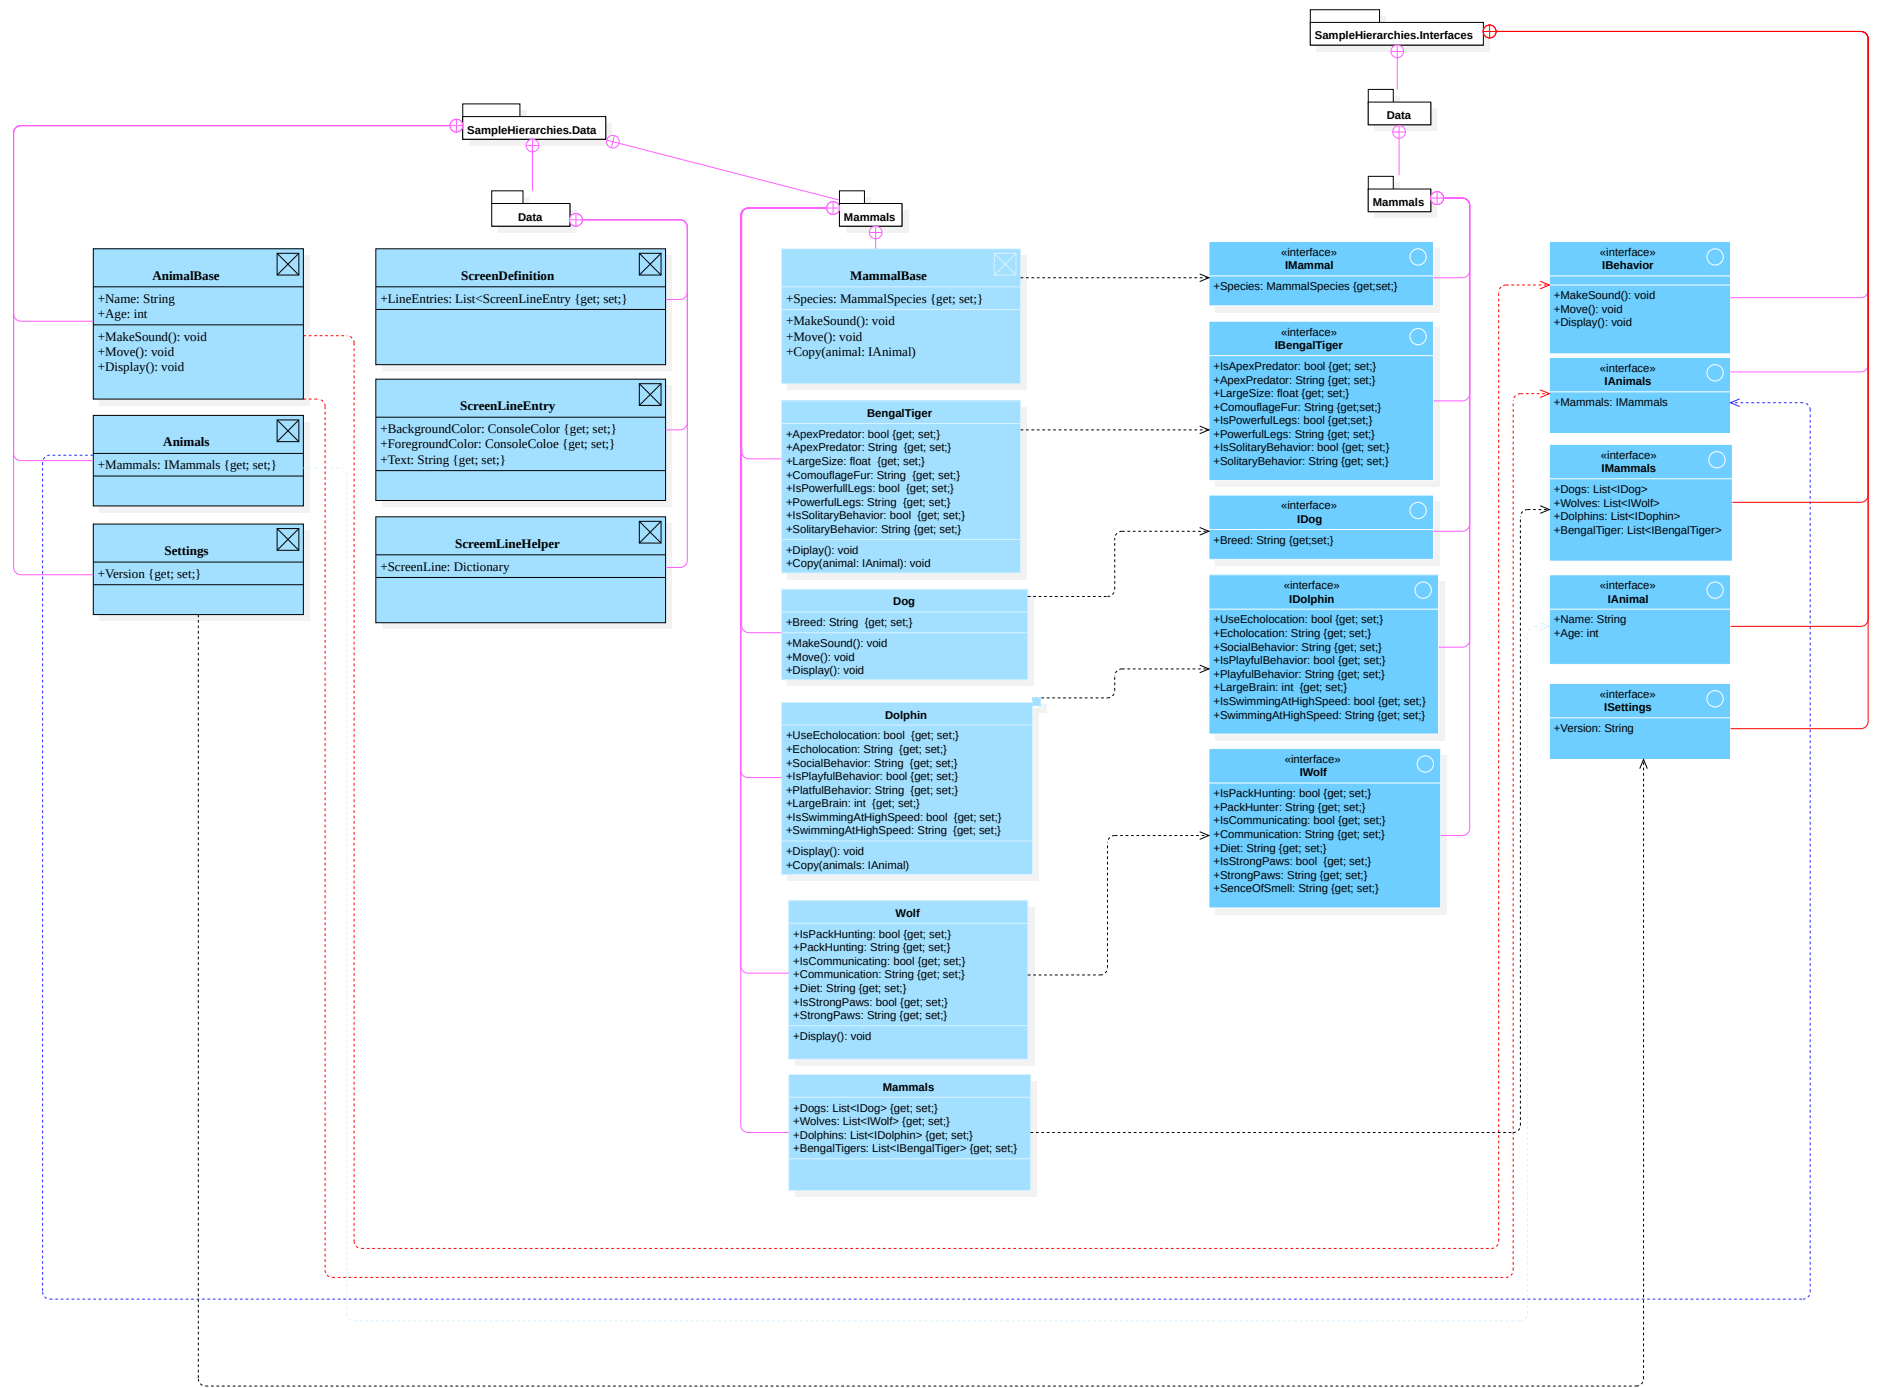 SampleHierarchies.Interfaces
Data
Mammals
SampleHierarchies.Data
Data
Mammals
AnimalBase
+Name: String
+Age: int
+MakeSound(): void
+Move(): void
+Display(): void
Animals
+Mammals: IMammals {get; set;}
Settings
+Version {get; set;}
ScreenDefinition
+LineEntries: List<ScreenLineEntry {get; set;}
ScreenLineEntry
+BackgroundColor: ConsoleColor {get; set;}
+ForegroundColor: ConsoleColoe {get; set;}
+Text: String {get; set;}
ScreemLineHelper
+ScreenLine: Dictionary
MammalBase
+Species: MammalSpecies {get; set;}
+MakeSound(): void
+Move(): void
+Copy(animal: IAnimal)
BengalTiger
+ApexPredator: bool {get; set;}
+ApexPredator: String  {get; set;}
+LargeSize: float  {get; set;}
+ComouflageFur: String  {get; set;}
+IsPowerfullLegs: bool  {get; set;}
+PowerfulLegs: String  {get; set;}
+IsSolitaryBehavior: bool  {get; set;}
+SolitaryBehavior: String {get; set;}
+Diplay(): void
+Copy(animal: IAnimal): void
Dog
+Breed: String  {get; set;}
+MakeSound(): void
+Move(): void
+Display(): void
Dolphin
+UseEcholocation: bool  {get; set;}
+Echolocation: String  {get; set;}
+SocialBehavior: String  {get; set;}
+IsPlayfulBehavior: bool {get; set;}
+PlatfulBehavior: String  {get; set;}
+LargeBrain: int  {get; set;}
+IsSwimmingAtHighSpeed: bool  {get; set;}
+SwimmingAtHighSpeed: String  {get; set;}
+Display(): void
+Copy(animals: IAnimal)
Wolf
+IsPackHunting: bool {get; set;}
+PackHunting: String {get; set;}
+IsCommunicating: bool {get; set;}
+Communication: String {get; set;}
+Diet: String {get; set;}
+IsStrongPaws: bool {get; set;}
+StrongPaws: String {get; set;}
+Display(): void
Mammals
+Dogs: List<IDog> {get; set;}
+Wolves: List<IWolf> {get; set;}
+Dolphins: List<IDolphin> {get; set;}
+BengalTigers: List<IBengalTiger> {get; set;}
«interface»
IMammal
+Species: MammalSpecies {get;set;}
«interface»
IBengalTiger
+IsApexPredator: bool {get; set;}
+ApexPredator: String {get; set;}
+LargeSize: float {get; set;}
+ComouflageFur: String {get;set;}
+IsPowerfulLegs: bool {get;set;}
+PowerfulLegs: String {get; set;}
+IsSolitaryBehavior: bool {get; set;}
+SolitaryBehavior: String {get; set;}
«interface»
IDog
+Breed: String {get;set;}
«interface»
IDolphin
+UseEcholocation: bool {get; set;}
+Echolocation: String {get; set;}
+SocialBehavior: String {get; set;}
+IsPlayfulBehavior: bool {get; set;}
+PlayfulBehavior: String {get; set;}
+LargeBrain: int  {get; set;}
+IsSwimmingAtHighSpeed: bool {get; set;}
+SwimmingAtHighSpeed: String {get; set;}
«interface»
IWolf
+IsPackHunting: bool {get; set;}
+PackHunter: String {get; set;}
+IsCommunicating: bool {get; set;}
+Communication: String {get; set;}
+Diet: String {get; set;}
+IsStrongPaws: bool  {get; set;}
+StrongPaws: String {get; set;}
+SenceOfSmell: String {get; set;}
«interface»
IBehavior
+MakeSound(): void
+Move(): void
+Display(): void
«interface»
IAnimals
+Mammals: IMammals
«interface»
IMammals
+Dogs: List<IDog>
+Wolves: List<IWolf>
+Dolphins: List<IDophin>
+BengalTiger: List<IBengalTiger>
«interface»
IAnimal
+Name: String
+Age: int
«interface»
ISettings
+Version: String